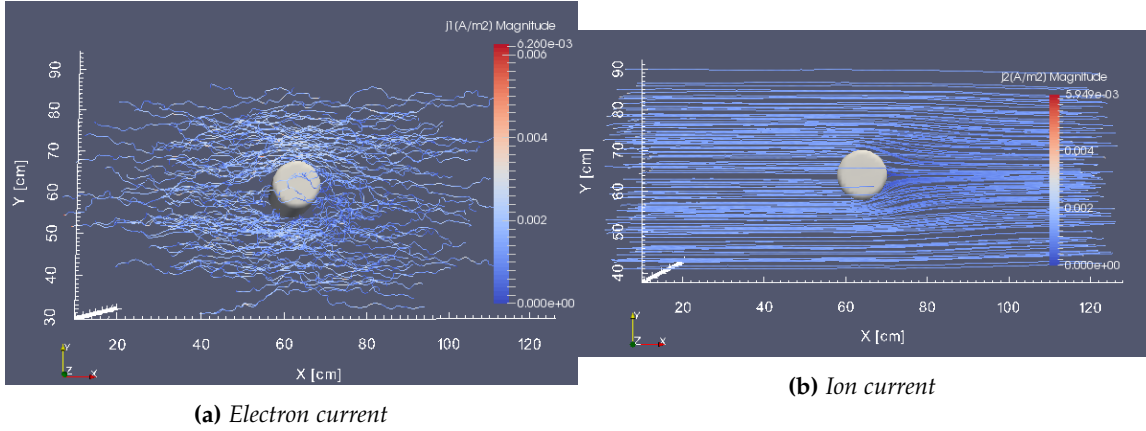 j1(A/m2) Magnitude
6.260e-03
0.006
0.004
0.002
0.000e+00
Y [cm]
90
80
70
60
50
40
30
20
40
60
80
100
120
X [cm]
Y
Z
X
(a) Electron current
j2(A/m2) Magnitude
5.949e-03
0.004
0.002
0.000e+00
Y [cm]
90
80
70
60
50
40
20
40
60
80
100
120
X [cm]
Y
Z
X
(b) Ion current